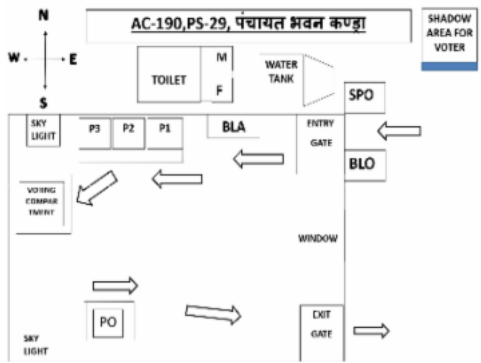 N
W
E
S
AC-190,PS-29, पंचायत भवन कण्ड्रा
SHADOW
AREA FOR
VOTER
TOILET
M
F
WATER
TANK
SPO
SKY
LIGHT
P3
P2
P1
BLA
ENTRY
GATE
BLO
VOTING
COMPAR
TMENT
WINDOW
PO
EXIT
GATE
SKY
LIGHT